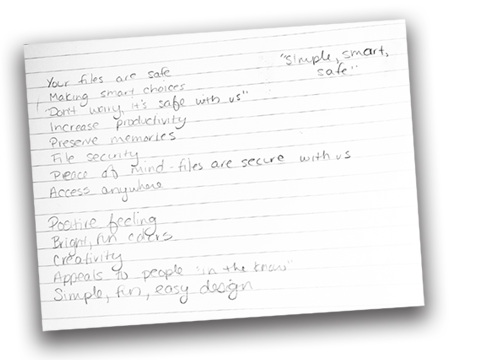 "Simple, smart,
safe"
Your files are safe
Making smart choices
"Don't worry, it's safe with us"
Increase productivity
Preserve memories
File security
Peace of mind - files are secure with us
Access anywhere
Positive feeling
Bright, fun colors
Creativity
Appeals to people "in the know"
Simple, fun, easy design